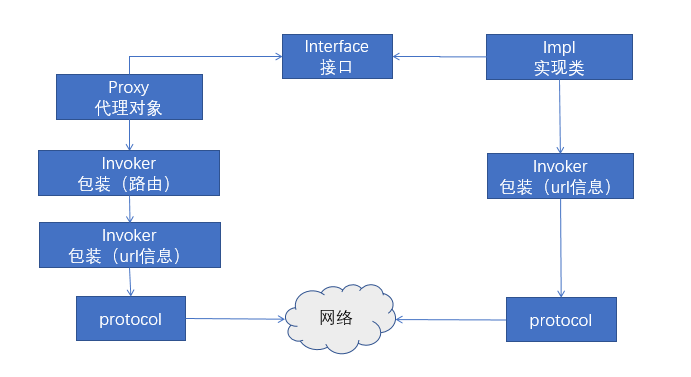 Interface
接口
Impl
实现类
Proxy
代理对象
Invoker
包装（路由）
Invoker
包装（url信息）
Invoker
包装（url信息）
protocol
网络
protocol